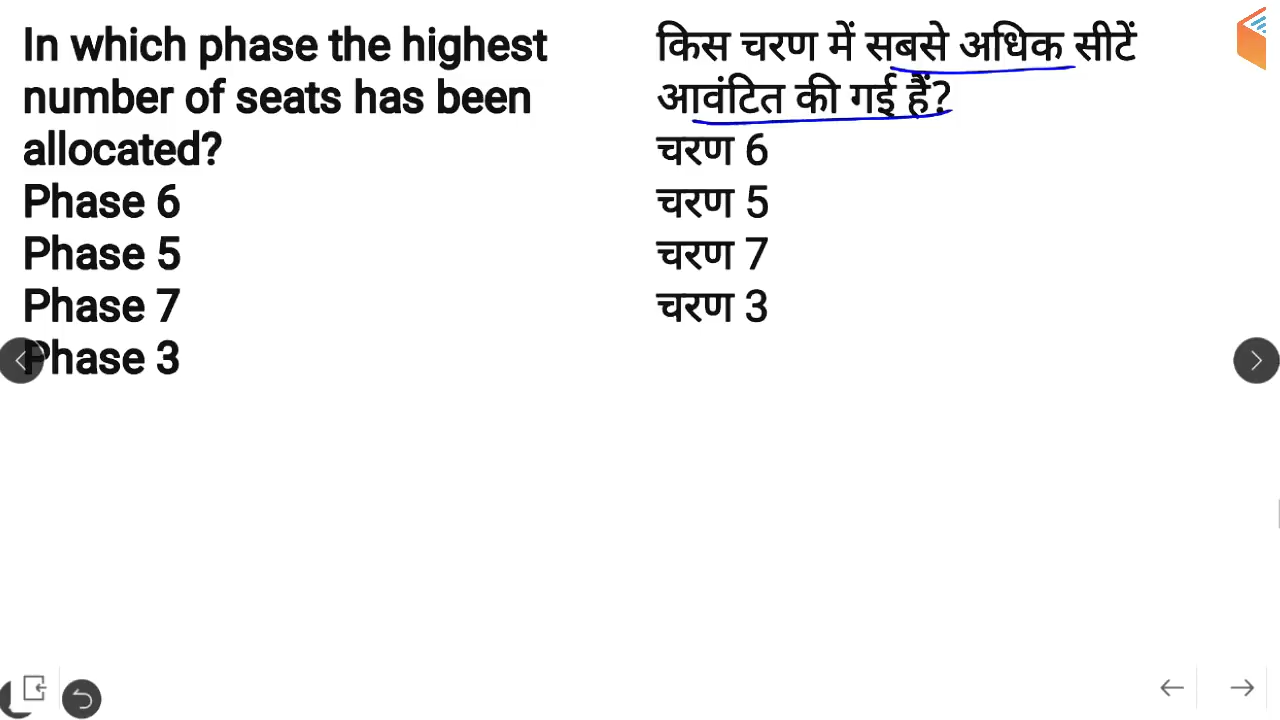 In which phase the highest
number of seats has been
allocated?
Phase 6
Phase 5
Phase 7
Phase 3
किस चरण में सबसे अधिक सीटें
आवंटित की गई हैं?
चरण 6
चरण 5
चरण 7
चरण 3